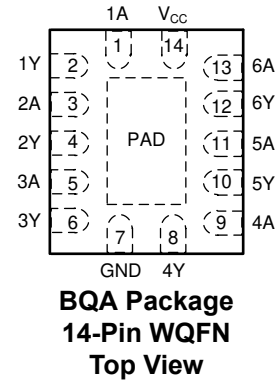 1A VCC
1 14
1Y 2 13 6A
2A 3 12 6Y
2Y 4 PAD 11 5A
3A 5 10 5Y
3Y 6 9 4A
7 8
GND 4Y
BQA Package
14-Pin WQFN
Top View